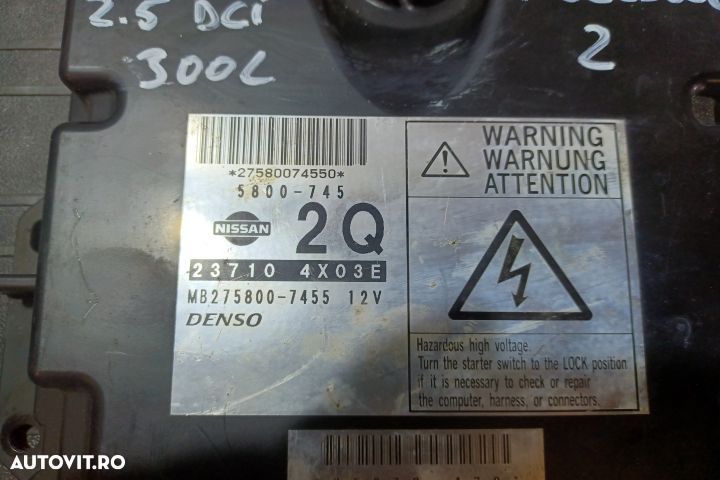 2.5 DCI
300L
2
*27580074550*
5800-745
NISSAN
2Q
23710 4X03E
MB275800-7455 12V
DENSO
WARNING
WARNUNG
ATTENTION
Hazardous high voltage.
Turn the starter switch to the LOCK position
if it is necessary to check or repair
the computer, harness, or connectors.
AUTOVIT.RO